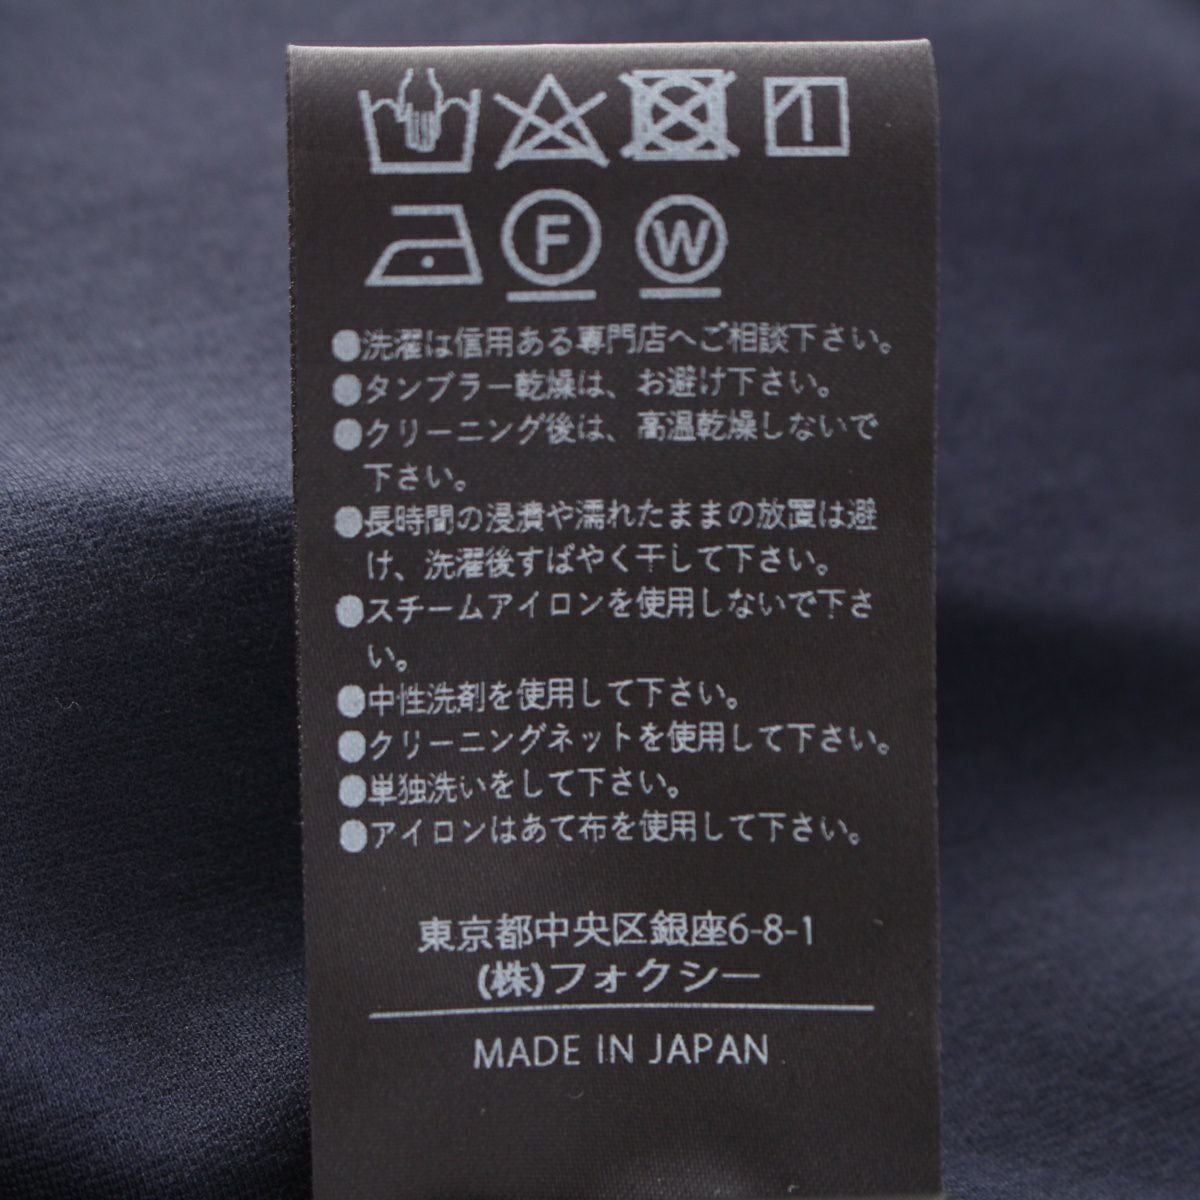 F W
●洗濯は信用ある専門店へご相談下さい。
●タンブラー乾燥は、お避け下さい。
●クリーニング後は、高温乾燥しないで
下さい。
●長時間の浸漬や濡れたままの放置は避
け、洗濯後すばやく干して下さい。
●スチームアイロンを使用しないで下さ
い。
●中性洗剤を使用して下さい。
●クリーニングネットを使用して下さい。
●単独洗いをして下さい。
●アイロンはあて布を使用して下さい。
東京都中央区銀座6-8-1
(株)フォクシー
MADE IN JAPAN